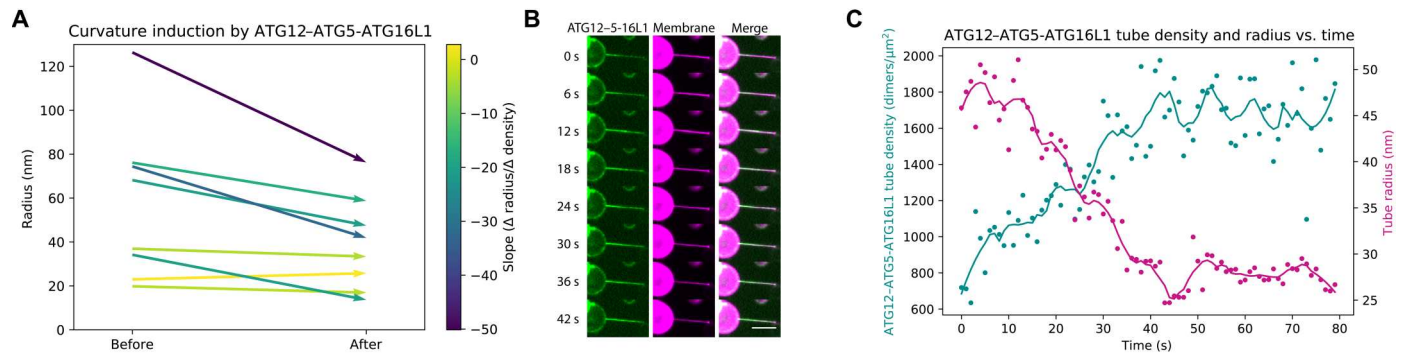 A
Curvature induction by ATG12–ATG5-ATG16L1
Radius (nm)
120
100
80
60
40
20
0
Before
After
0
−10
−20
−30
−40
−50
Slope (Δ radius/Δ density)
B
ATG12–5-16L1 Membrane Merge
0 s
6 s
12 s
18 s
24 s
30 s
36 s
42 s
C
ATG12–ATG5-ATG16L1 tube density and radius vs. time
ATG12–ATG5-ATG16L1 tube density (dimers/μm²)
2000
1800
1600
1400
1200
1000
800
600
0 10 20 30 40 50 60 70 80
Time (s)
50
45
40
35
30
25
Tube radius (nm)